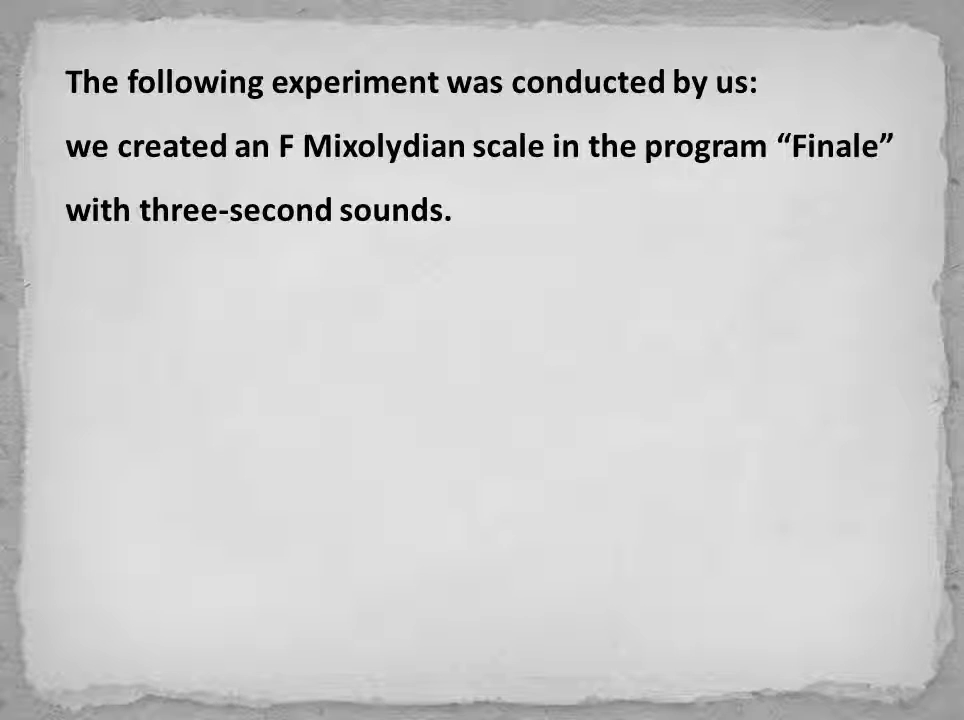 The following experiment was conducted by us:
we created an F Mixolydian scale in the program “Finale”
with three-second sounds.